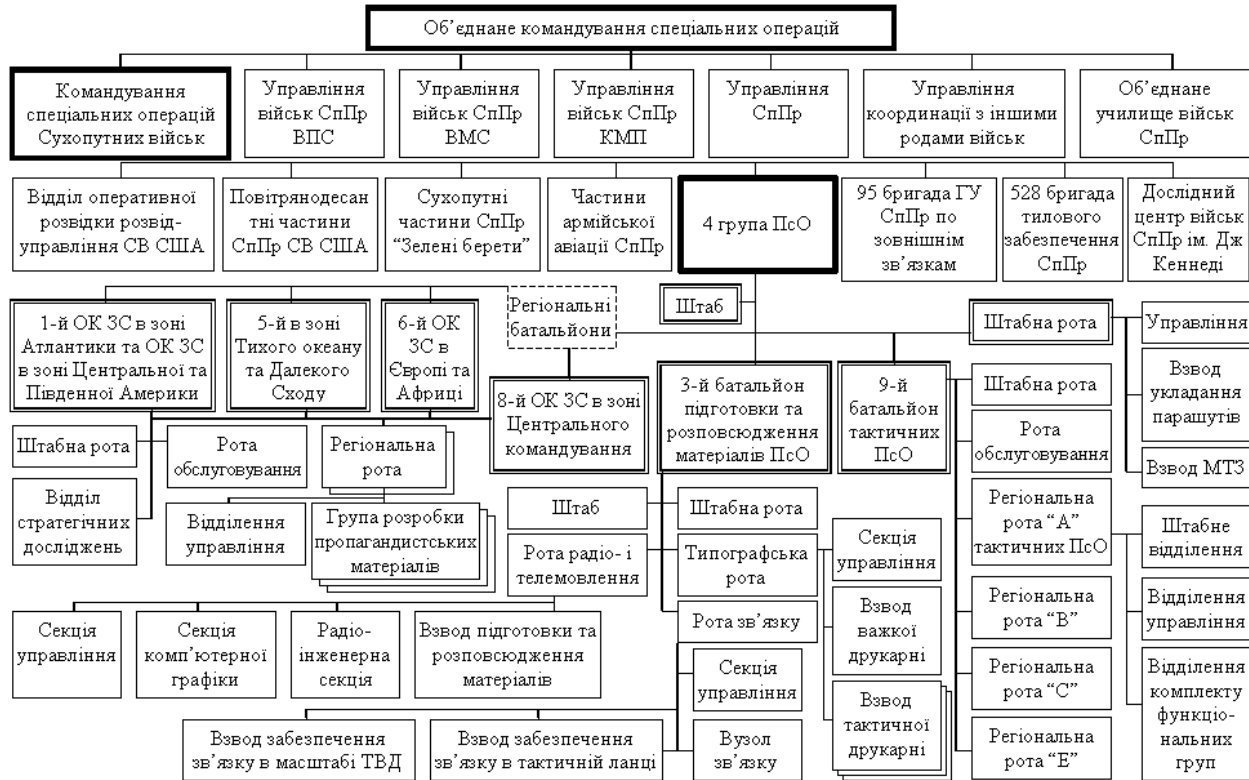 Об’єднане командування спеціальних операцій
Командування
спеціальних операцій
Сухопутних військ
Управління
військ СпПр
ВПС
Управління
військ СпПр
ВМС
Управління
військ СпПр
КМП
Управління
СпПр
Управління
координації з іншими
родами військ
Об’єднане
училище військ
СпПр
Відділ оперативної
розвідки розвід-
управління СВ США
Повітрянодесан
тні частини
СпПр СВ США
Сухопутні
частини СпПр
“Зелені берети”
Частини
армійської
авіації СпПр
4 група ПсО
95 бригада ГУ
СпПр по
зовнішнім
зв’язкам
528 бригада
тилового
забезпечення
СпПр
Дослідний
центр військ
СпПр ім. Дж
Кеннеді
1-й ОК ЗС в зоні
Атлантики та ОК ЗС
в зоні Центральної та
Південної Америки
5-й в зоні
Тихого океану
та Далекого
Сходу
6-й ОК
ЗС в
Європі та
Африці
Регіональні
батальйони
Штаб
Штабна рота
Управління
Взвод
укладання
парашутів
Взвод МТЗ
8-й ОК ЗС в зоні
Центрального
командування
3-й батальйон
підготовки та
розповсюдження
матеріалів ПсО
9-й
батальйон
тактичних
ПсО
Штабна рота
Рота
обслуговування
Регіональна
рота “А”
тактичних ПсО
Регіональна
рота “В”
Регіональна
рота “С”
Регіональна
рота “Е”
Штабне
відділення
Відділення
управління
Відділення
комплекту
функціо-
нальних
груп
Штабна рота
Рота
обслуговування
Регіональна
рота
Відділ
стратегічних
досліджень
Відділення
управління
Група розробки
пропагандистських
матеріалів
Штаб
Штабна рота
Рота радіо- і
телемовлення
Типографська
рота
Рота зв’язку
Секція
управління
Взвод
важкої
друкарні
Взвод
тактичної
друкарні
Секція
управління
Секція
комп’ютерної
графіки
Радіо-
інженерна
секція
Взвод підготовки та
розповсюдження
матеріалів
Секція
управління
Взвод забезпечення
зв’язку в масштабі ТВД
Взвод забезпечення
зв’язку в тактичній ланці
Вузол
зв’язку